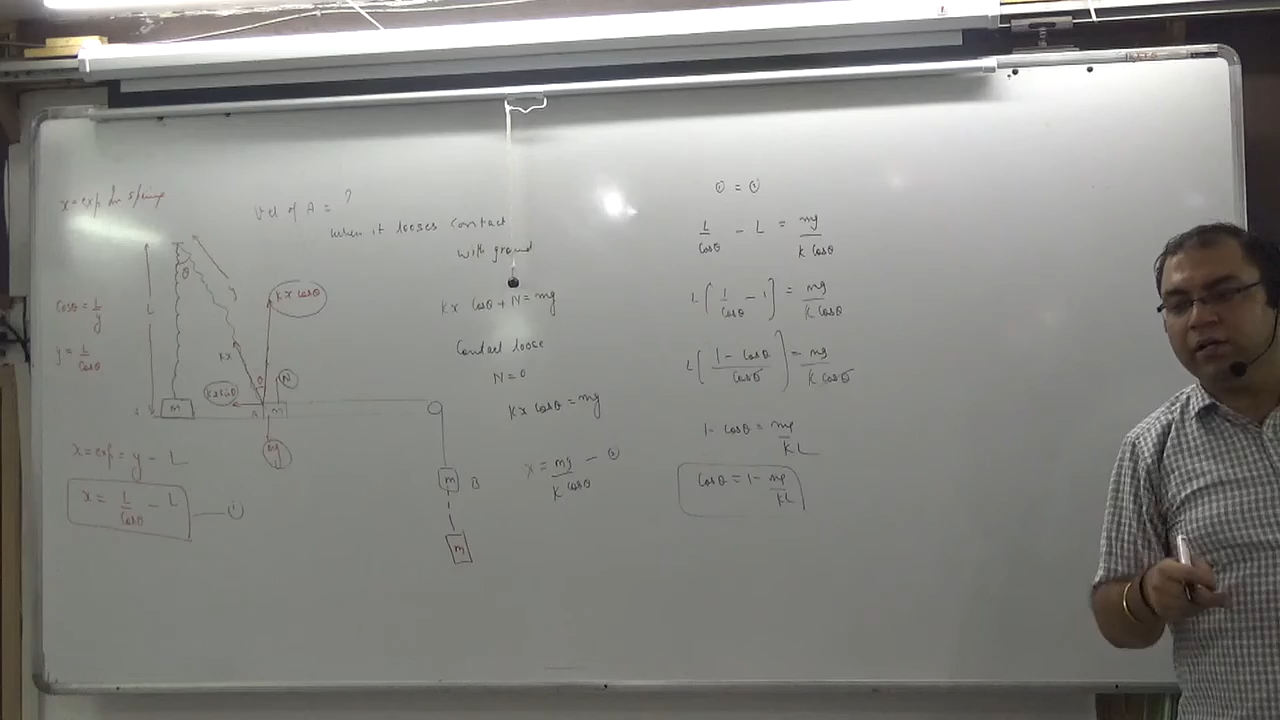 x = exp in spring
Vel of A = ?
when it looses contact
with ground
θ
L
cosθ = L/y
y = L/cosθ
kx cosθ
kx
θ
N
kx sinθ
m
A
m
mg
x = exp = y - L
x = L/cosθ - L — ①
m
B
m
kx cosθ + N = mg
Contact loose
N = 0
kx cosθ = mg
x = mg/k cosθ — ②
① = ②
L/cosθ - L = mg/k cosθ
L[1/cosθ - 1] = mg/k cosθ
L[1 - cosθ/cosθ] = mg/k cosθ
1 - cosθ = mg/kL
cosθ = 1 - mg/kL